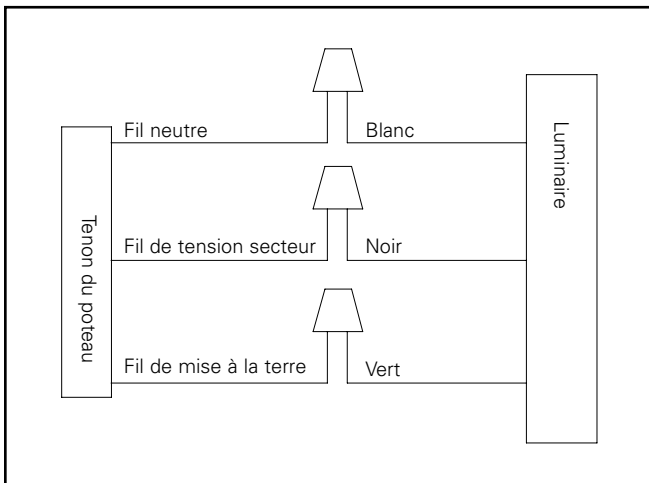 Fil neutre
Blanc
Luminaire
Tenon du poteau
Fil de tension secteur
Noir
Fil de mise à la terre
Vert